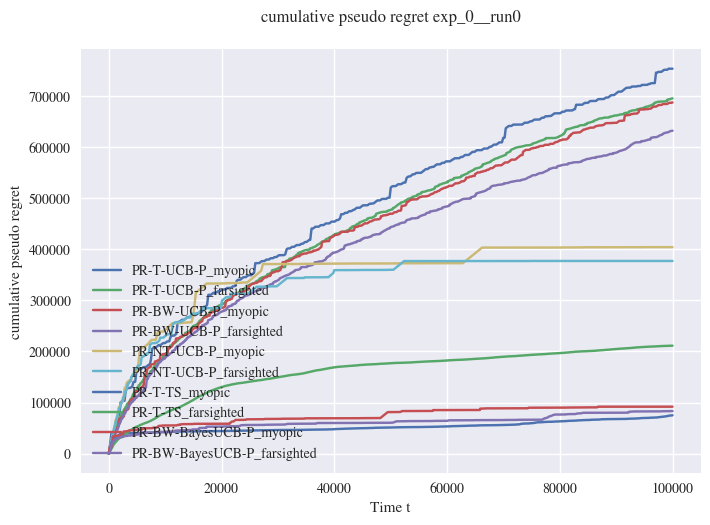 cumulative pseudo regret exp_0__run0
cumulative pseudo regret
700000
600000
500000
400000
300000
200000
100000
0
PR-T-UCB-P_myopic
PR-T-UCB-P_farsighted
PR-BW-UCB-P_myopic
PR-BW-UCB-P_farsighted
PR-NT-UCB-P_myopic
PR-NT-UCB-P_farsighted
PR-T-TS_myopic
PR-T-TS_farsighted
PR-BW-BayesUCB-P_myopic
PR-BW-BayesUCB-P_farsighted
0 20000 40000 60000 80000 100000
Time t